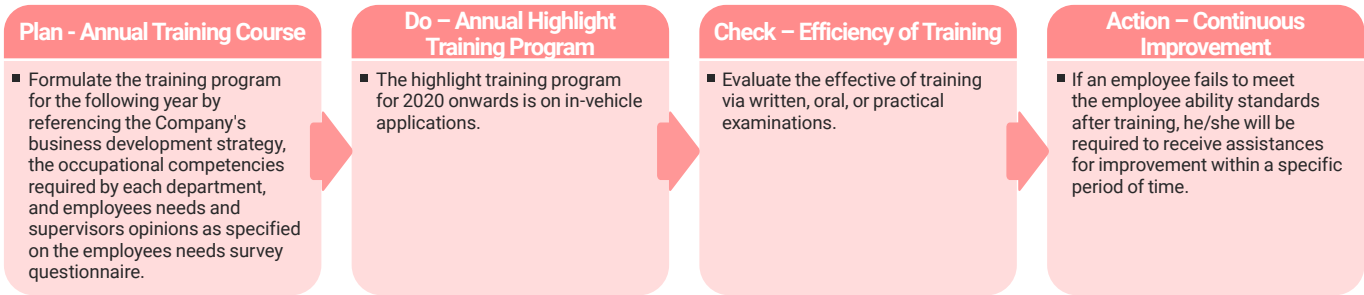 Plan - Annual Training Course
▪ Formulate the training program
for the following year by
referencing the Company's
business development strategy,
the occupational competencies
required by each department,
and employees needs and
supervisors opinions as specified
on the employees needs survey
questionnaire.
Do – Annual Highlight
Training Program
▪ The highlight training program
for 2020 onwards is on in-vehicle
applications.
Check – Efficiency of Training
▪ Evaluate the effective of training
via written, oral, or practical
examinations.
Action – Continuous
Improvement
▪ If an employee fails to meet
the employee ability standards
after training, he/she will be
required to receive assistances
for improvement within a specific
period of time.